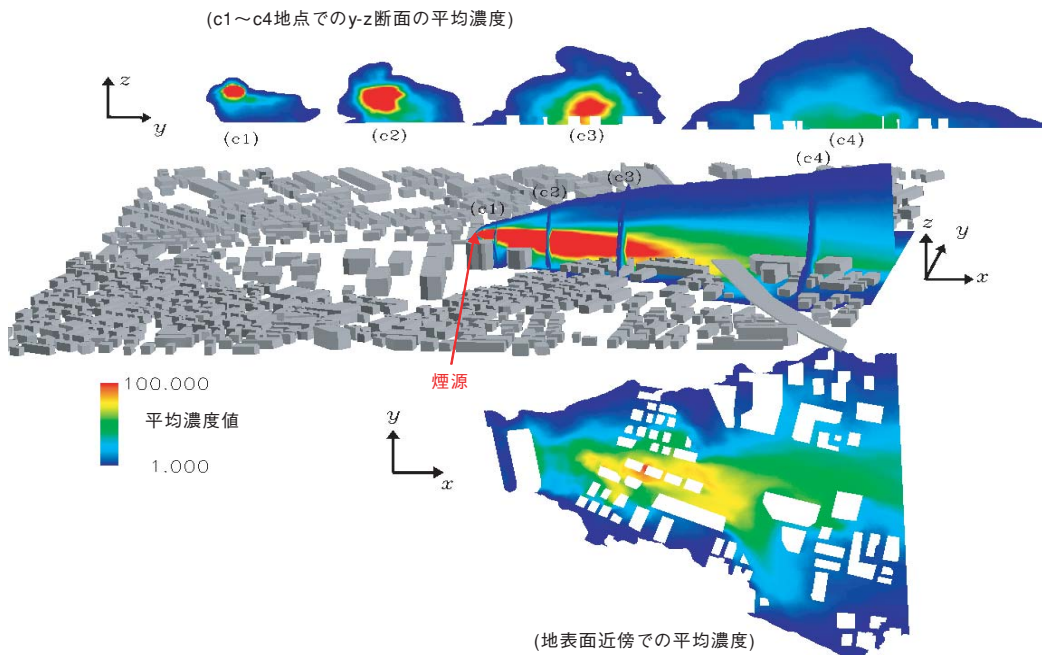 (c1～c4地点でのy-z断面の平均濃度)
z
y
(c1)
(c2)
(c3)
(c4)
(c1)
(c2)
(c3)
(c4)
z
y
x
煙源
100.000
平均濃度値
1.000
y
x
(地表面近傍での平均濃度)